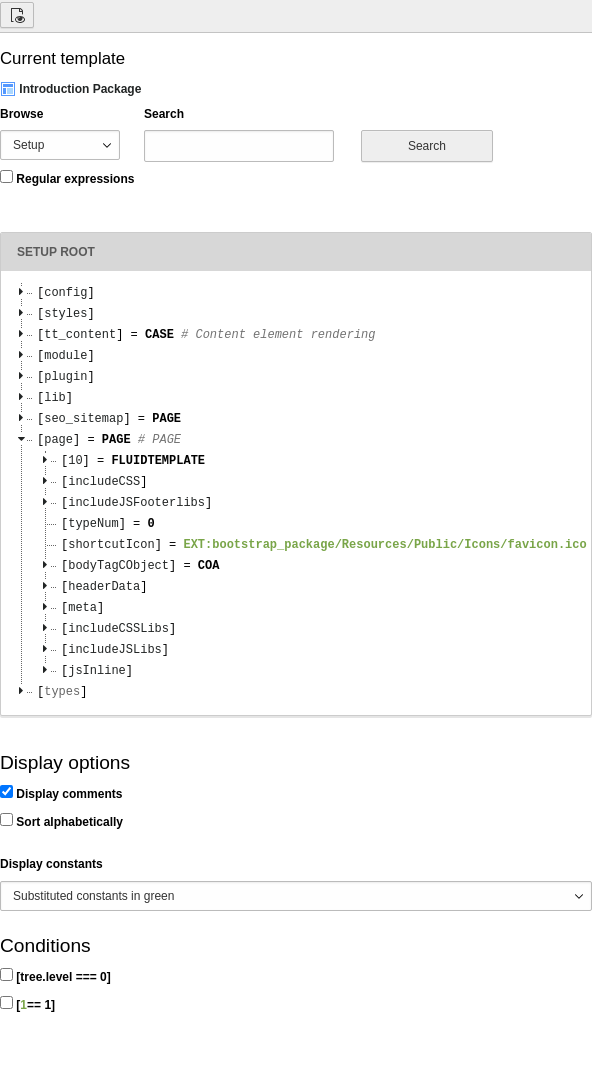 Current template
Introduction Package
Browse Search
Setup Search
Regular expressions
SETUP ROOT
[config]
[styles]
[tt_content] = CASE # Content element rendering
[module]
[plugin]
[lib]
[seo_sitemap] = PAGE
[page] = PAGE # PAGE
[10] = FLUIDTEMPLATE
[includeCSS]
[includeJSFooterlibs]
[typeNum] = 0
[shortcutIcon] = EXT:bootstrap_package/Resources/Public/Icons/favicon.ico
[bodyTagCObject] = COA
[headerData]
[meta]
[includeCSSLibs]
[includeJSLibs]
[jsInline]
[types]
Display options
Display comments
Sort alphabetically
Display constants
Substituted constants in green
Conditions
[tree.level === 0]
[1== 1]